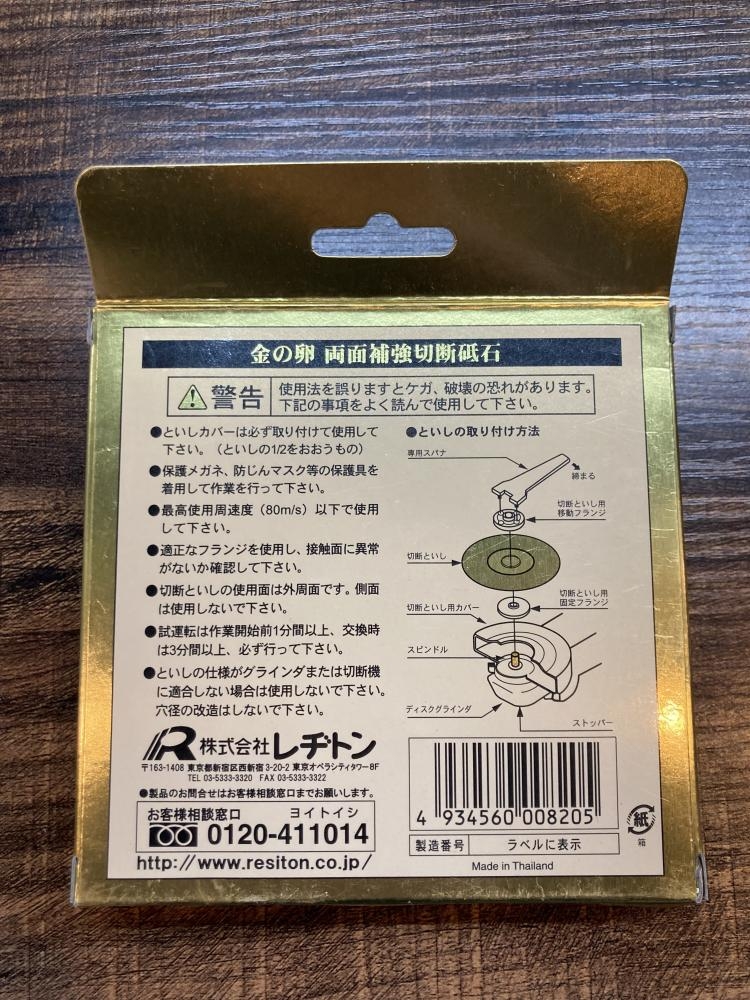 金の卵 両面補強切断砥石
警告
使用法を誤りますとケガ、破壊の恐れがあります。
下記の事項をよく読んで使用して下さい。
●といしカバーは必ず取り付けて使用して
下さい。（といしの1/2をおおうもの）
●保護メガネ、防じんマスク等の保護具を
着用して作業を行って下さい。
●最高使用周速度（80m/s）以下で使用
して下さい。
●適正なフランジを使用し、接触面に異常
がないか確認して下さい。
●切断といしの使用面は外周面です。側面
は使用しないで下さい。
●試運転は作業開始前1分間以上、交換時
は3分間以上、必ず行って下さい。
●といしの仕様がグラインダまたは切断機
に適合しない場合は使用しないで下さい。
穴径の改造はしないで下さい。
●といしの取り付け方法
専用スパナ
締まる
切断といし用
移動フランジ
切断といし
切断といし用
固定フランジ
切断といし用カバー
スピンドル
ディスクグラインダ
ストッパー
R 株式会社レヂトン
〒163-1408 東京都新宿区西新宿3-20-2 東京オペラシティタワー8F
TEL 03-5333-3320 FAX 03-5333-3322
●製品のお問合せはお客様相談窓口までお願いします。
お客様相談窓口 ヨイトイシ
0120-411014
http://www.resiton.co.jp/
4 934560 008205
製造番号 ラベルに表示
Made in Thailand
紙
箱